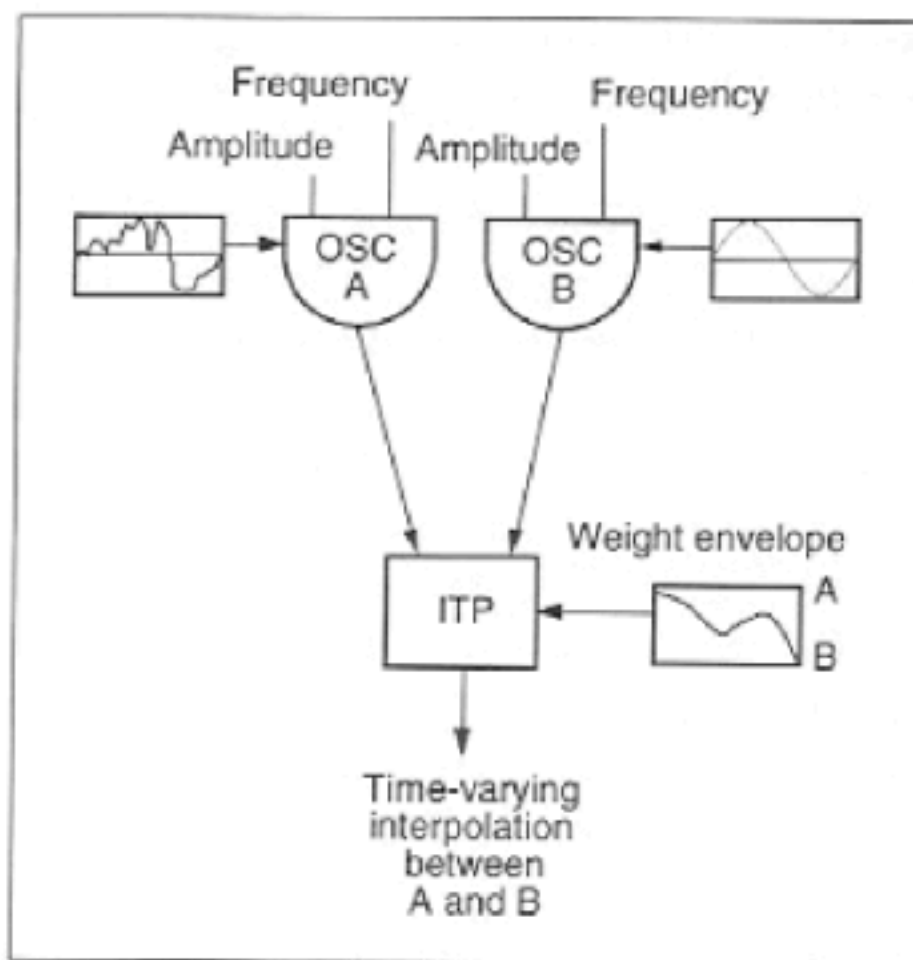 Frequency
Frequency
Amplitude
Amplitude
OSC
A
OSC
B
Weight envelope
A
ITP
B
Time-varying
interpolation
between
A and B